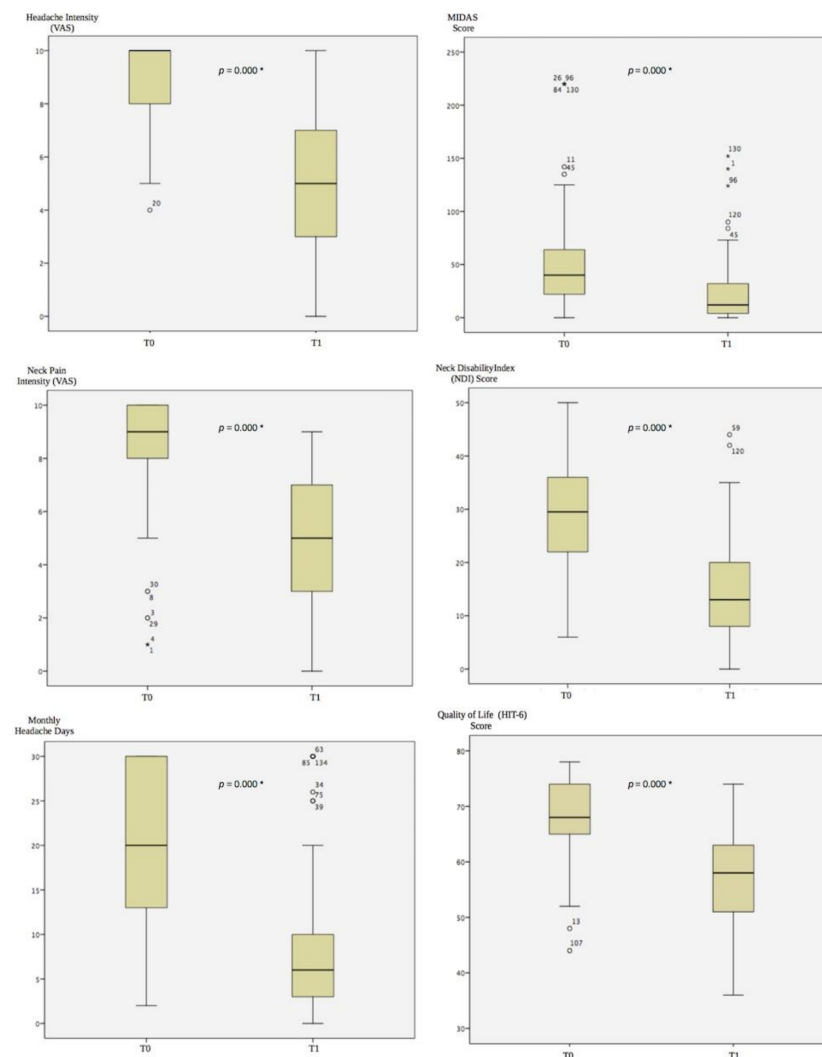 Headache Intensity
(VAS)
10
8
6
4
2
0
p = 0.000 *
20
T0
T1
MIDAS
Score
250
200
150
100
50
0
p = 0.000 *
26 96
84 130
11
45
130
1
96
120
45
T0
T1
Neck Pain
Intensity (VAS)
10
8
6
4
2
0
p = 0.000 *
30
8
3
29
4
1
T0
T1
Neck DisabilityIndex
(NDI) Score
50
40
30
20
10
0
p = 0.000 *
59
120
T0
T1
Monthly
Headache Days
30
25
20
15
10
5
0
p = 0.000 *
63
85 134
34
75
39
T0
T1
Quality of Life (HIT-6)
Score
80
70
60
50
40
30
p = 0.000 *
13
107
T0
T1